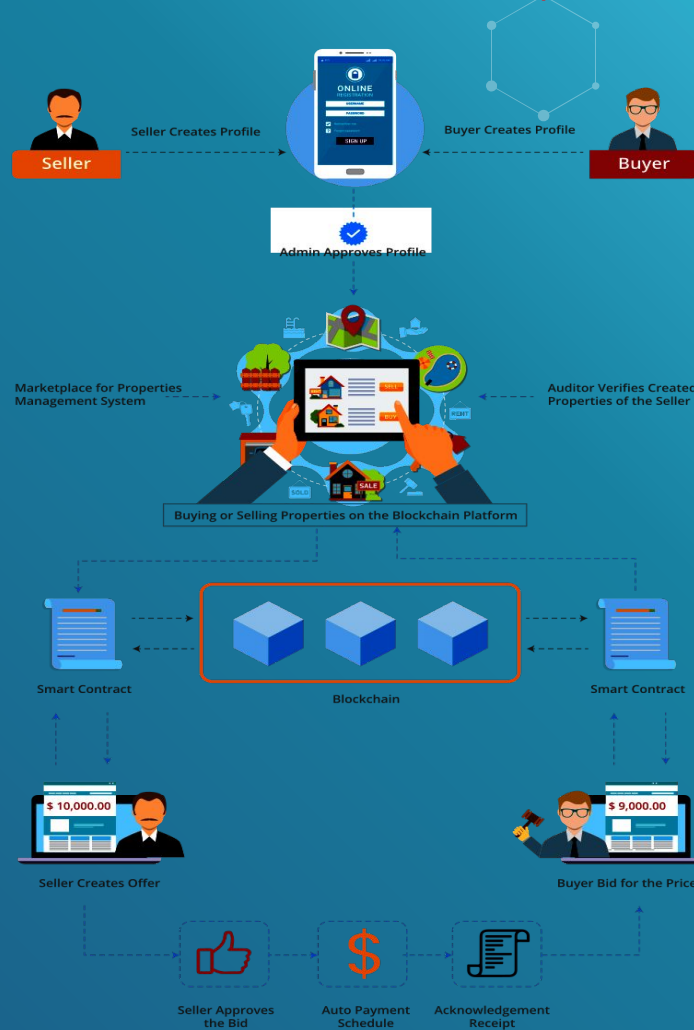 ONLINE
REGISTRATION
USERNAME
PASSWORD
SIGN UP
Seller Creates Profile
Buyer Creates Profile
Seller
Buyer
Admin Approves Profile
Marketplace for Properties
Management System
Auditor Verifies Created
Properties of the Seller
SELL
BUY
RENT
SALE
SOLD
Buying or Selling Properties on the Blockchain Platform
Smart Contract
Blockchain
Smart Contract
$ 10,000.00
$ 9,000.00
Seller Creates Offer
Buyer Bid for the Price
$
Seller Approves
the Bid
Auto Payment
Schedule
Acknowledgement
Receipt